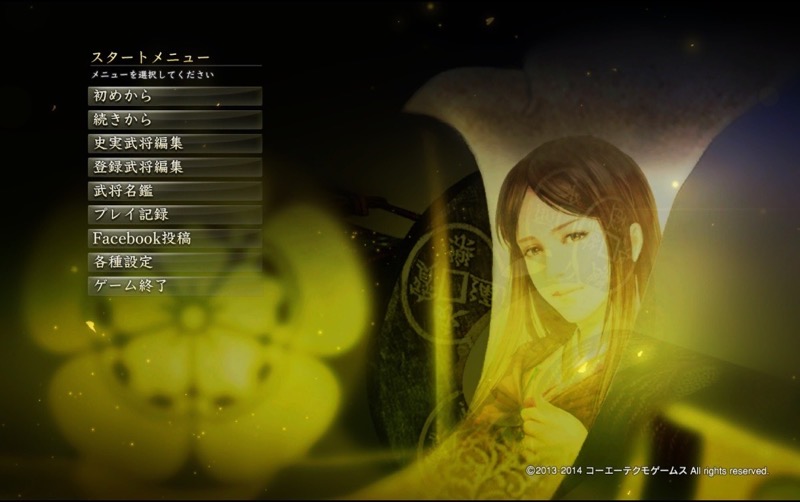 スタートメニュー
メニューを選択してください
初めから
続きから
史実武将編集
登録武将編集
武将名鑑
プレイ記録
Facebook投稿
各種設定
ゲーム終了
©2013-2014 コーエーテクモゲームス All rights reserved.